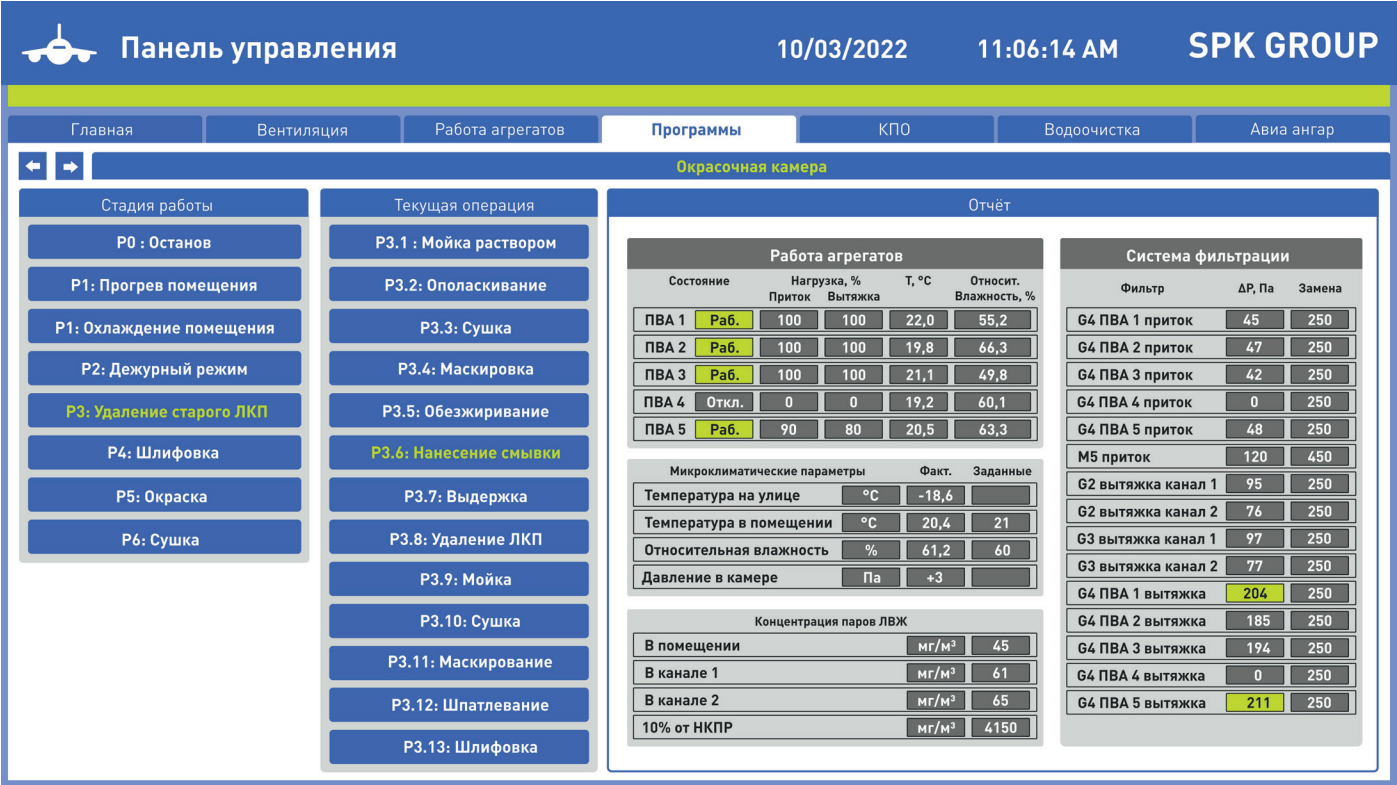 Панель управления 10/03/2022 11:06:14 AM SPK GROUP
Главная Вентиляция Работа агрегатов Программы КПО Водоочистка Авиа ангар
Окрасочная камера
Стадия работы
P0 : Останов
P1: Прогрев помещения
P1: Охлаждение помещения
P2: Дежурный режим
P3: Удаление старого ЛКП
P4: Шлифовка
P5: Окраска
P6: Сушка
Текущая операция
P3.1 : Мойка раствором
P3.2: Ополаскивание
P3.3: Сушка
P3.4: Маскировка
P3.5: Обезжиривание
P3.6: Нанесение смывки
P3.7: Выдержка
P3.8: Удаление ЛКП
P3.9: Мойка
P3.10: Сушка
P3.11: Маскирование
P3.12: Шпатлевание
P3.13: Шлифовка
Отчёт
Работа агрегатов
Состояние Нагрузка, % T, °C Относит.
Приток Вытяжка Влажность, %
ПВА 1 Раб. 100 100 22,0 55,2
ПВА 2 Раб. 100 100 19,8 66,3
ПВА 3 Раб. 100 100 21,1 49,8
ПВА 4 Откл. 0 0 19,2 60,1
ПВА 5 Раб. 90 80 20,5 63,3
Микроклиматические параметры Факт. Заданные
Температура на улице °C -18,6
Температура в помещении °C 20,4 21
Относительная влажность % 61,2 60
Давление в камере Па +3
Концентрация паров ЛВЖ
В помещении мг/м³ 45
В канале 1 мг/м³ 61
В канале 2 мг/м³ 65
10% от НКПР мг/м³ 4150
Система фильтрации
Фильтр ΔP, Па Замена
G4 ПВА 1 приток 45 250
G4 ПВА 2 приток 47 250
G4 ПВА 3 приток 42 250
G4 ПВА 4 приток 0 250
G4 ПВА 5 приток 48 250
M5 приток 120 450
G2 вытяжка канал 1 95 250
G2 вытяжка канал 2 76 250
G3 вытяжка канал 1 97 250
G3 вытяжка канал 2 77 250
G4 ПВА 1 вытяжка 204 250
G4 ПВА 2 вытяжка 185 250
G4 ПВА 3 вытяжка 194 250
G4 ПВА 4 вытяжка 0 250
G4 ПВА 5 вытяжка 211 250